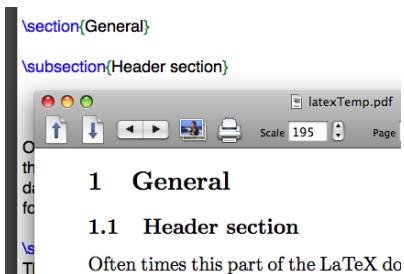 \section{General}
\subsection{Header section}
latexTemp.pdf
Scale 195 Page
1 General
1.1 Header section
Often times this part of the LaTeX do